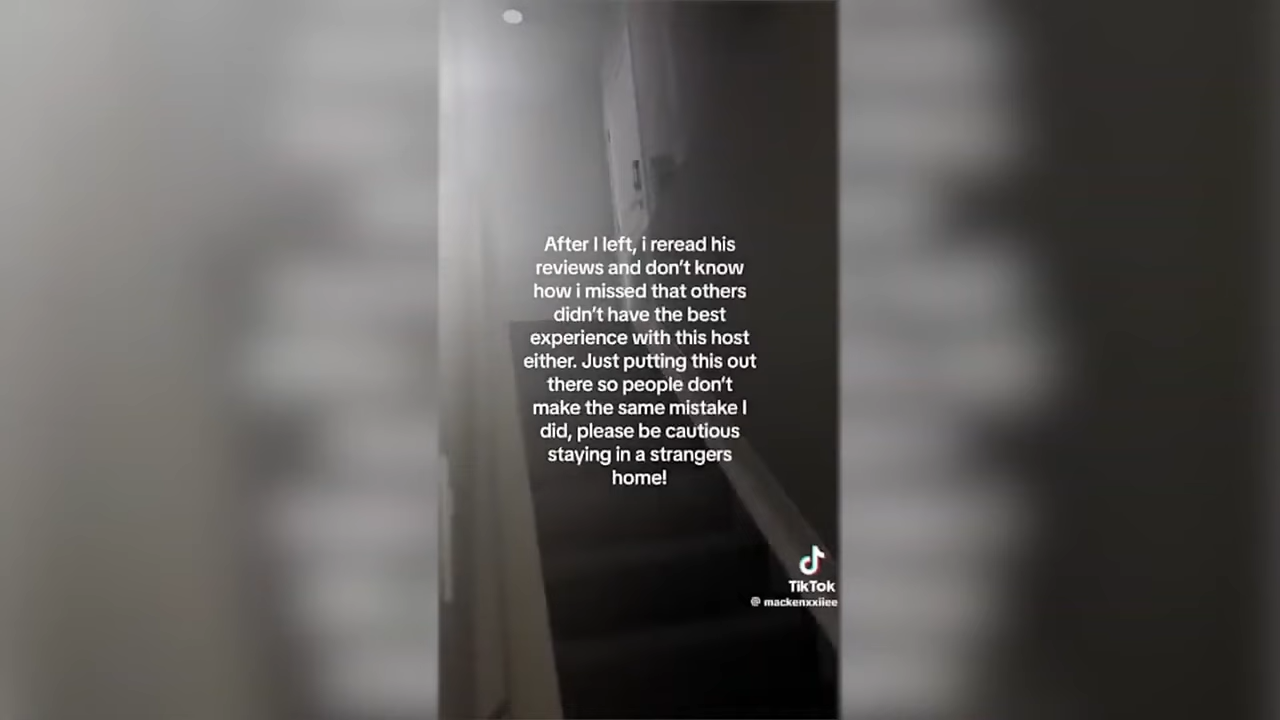 After I left, i reread his
reviews and don't know
how i missed that others
didn't have the best
experience with this host
either. Just putting this out
there so people don't
make the same mistake I
did, please be cautious
staying in a strangers
home!
TikTok
@ mackenxxiiee